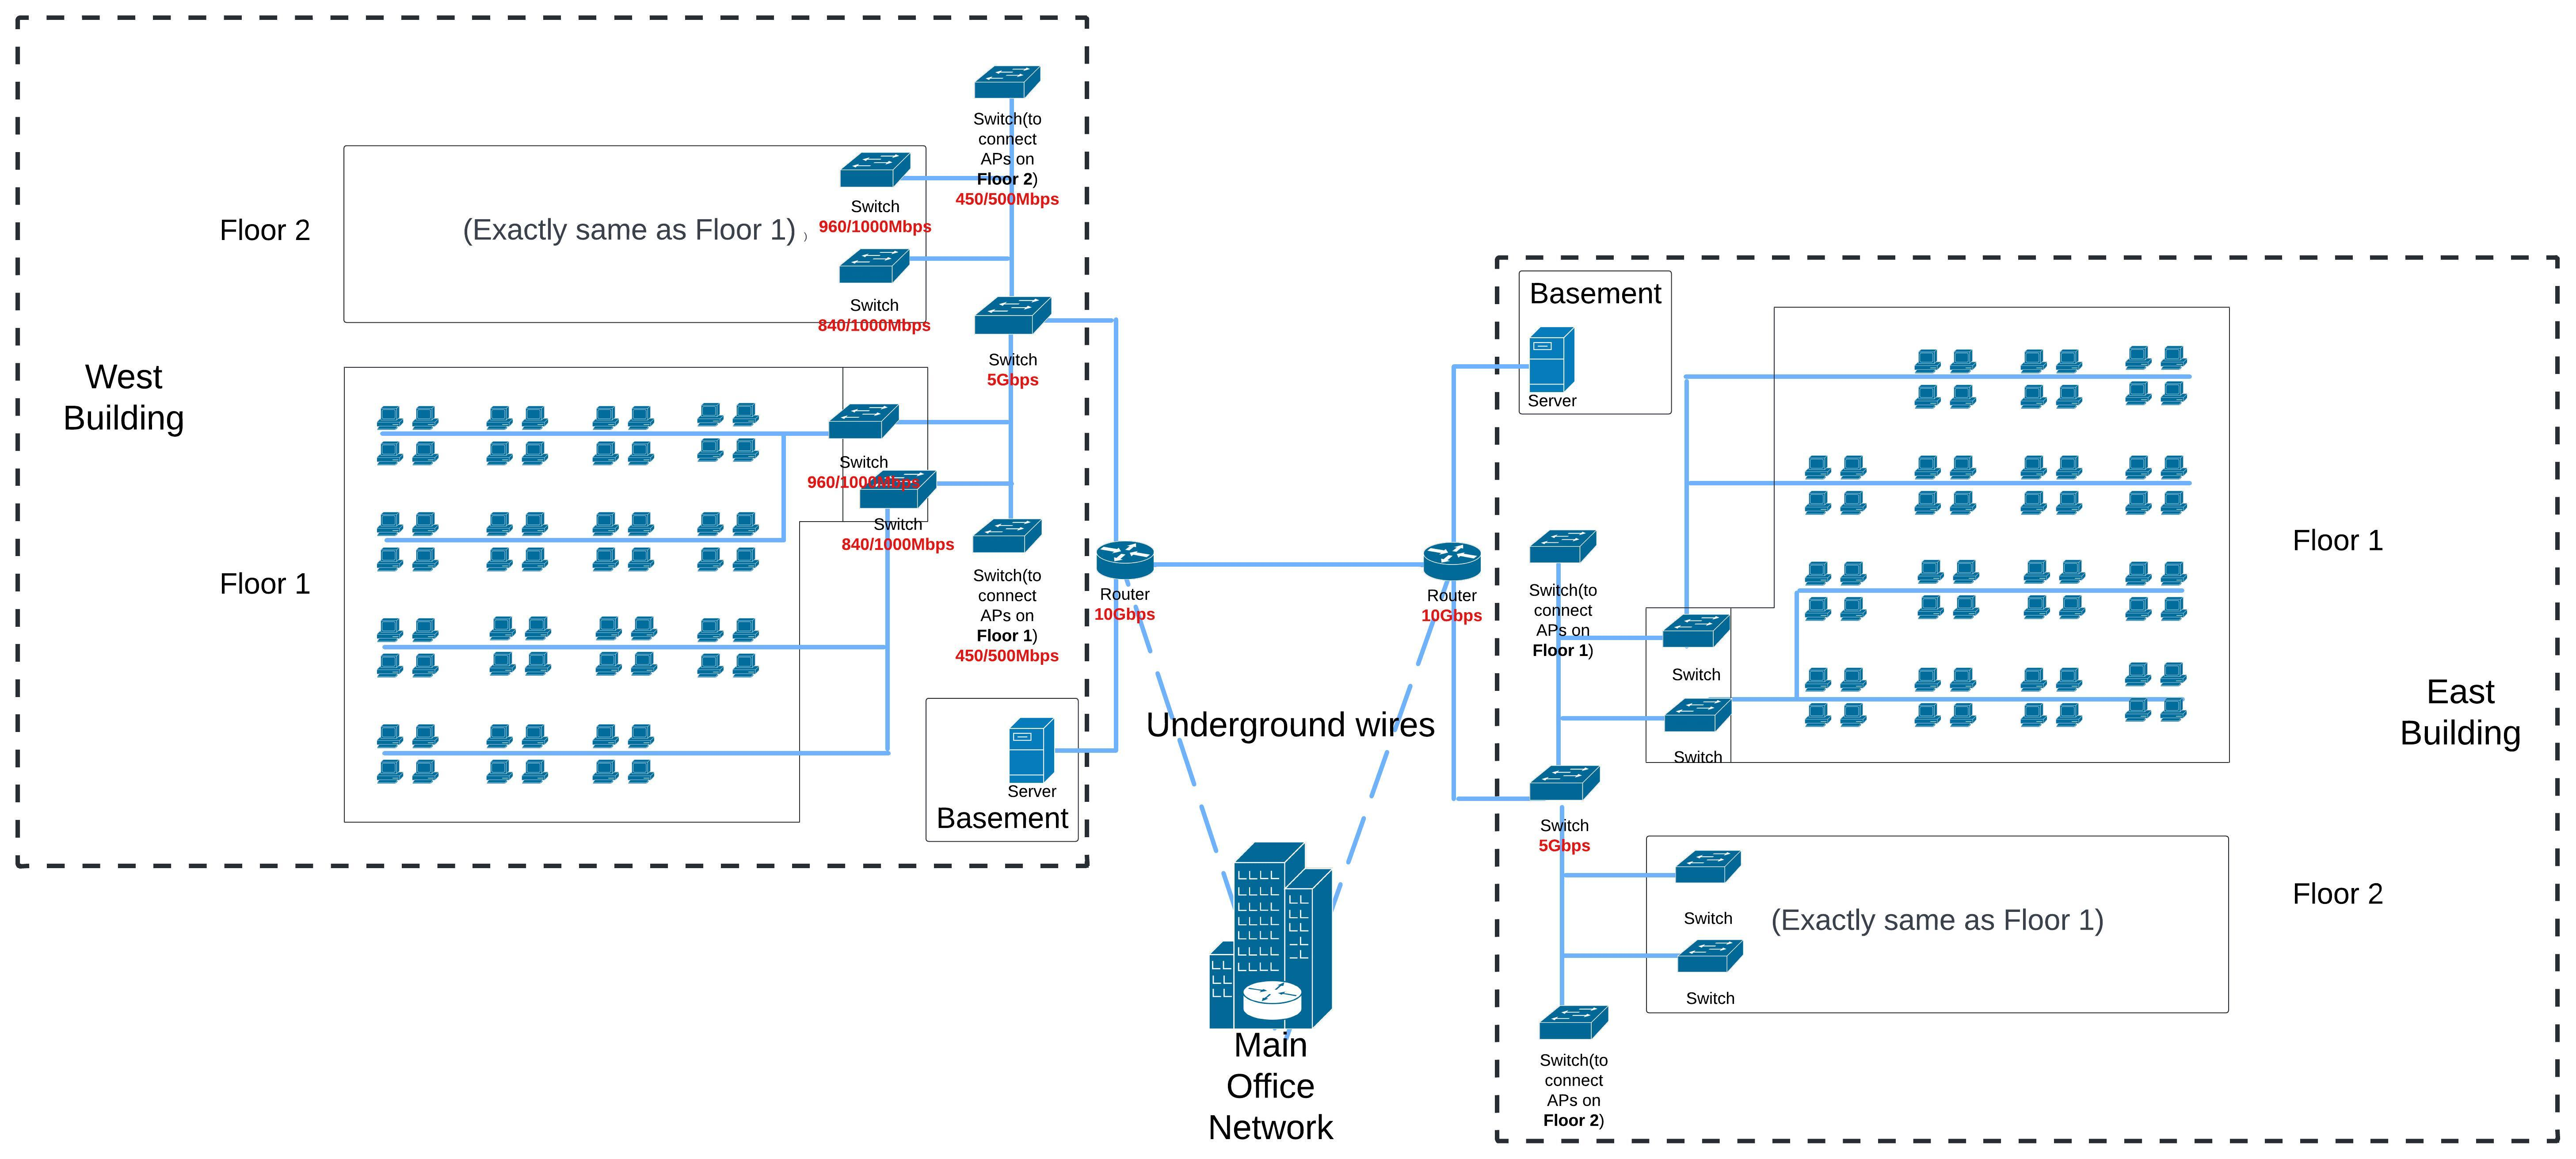 Switch(to
connect
APs on
Floor 2)
450/500Mbps
Switch
960/1000Mbps
Floor 2
(Exactly same as Floor 1) )
Switch
840/1000Mbps
Switch
5Gbps
West
Building
Switch
960/1000Mbps
Switch
840/1000Mbps
Floor 1
Switch(to
connect
APs on
Floor 1)
450/500Mbps
Server
Basement
Router
10Gbps
Router
10Gbps
Underground wires
Main
Office
Network
Basement
Server
Switch(to
connect
APs on
Floor 1)
Switch
Switch
Floor 1
East
Building
Switch
5Gbps
Switch
(Exactly same as Floor 1)
Switch
Floor 2
Switch(to
connect
APs on
Floor 2)